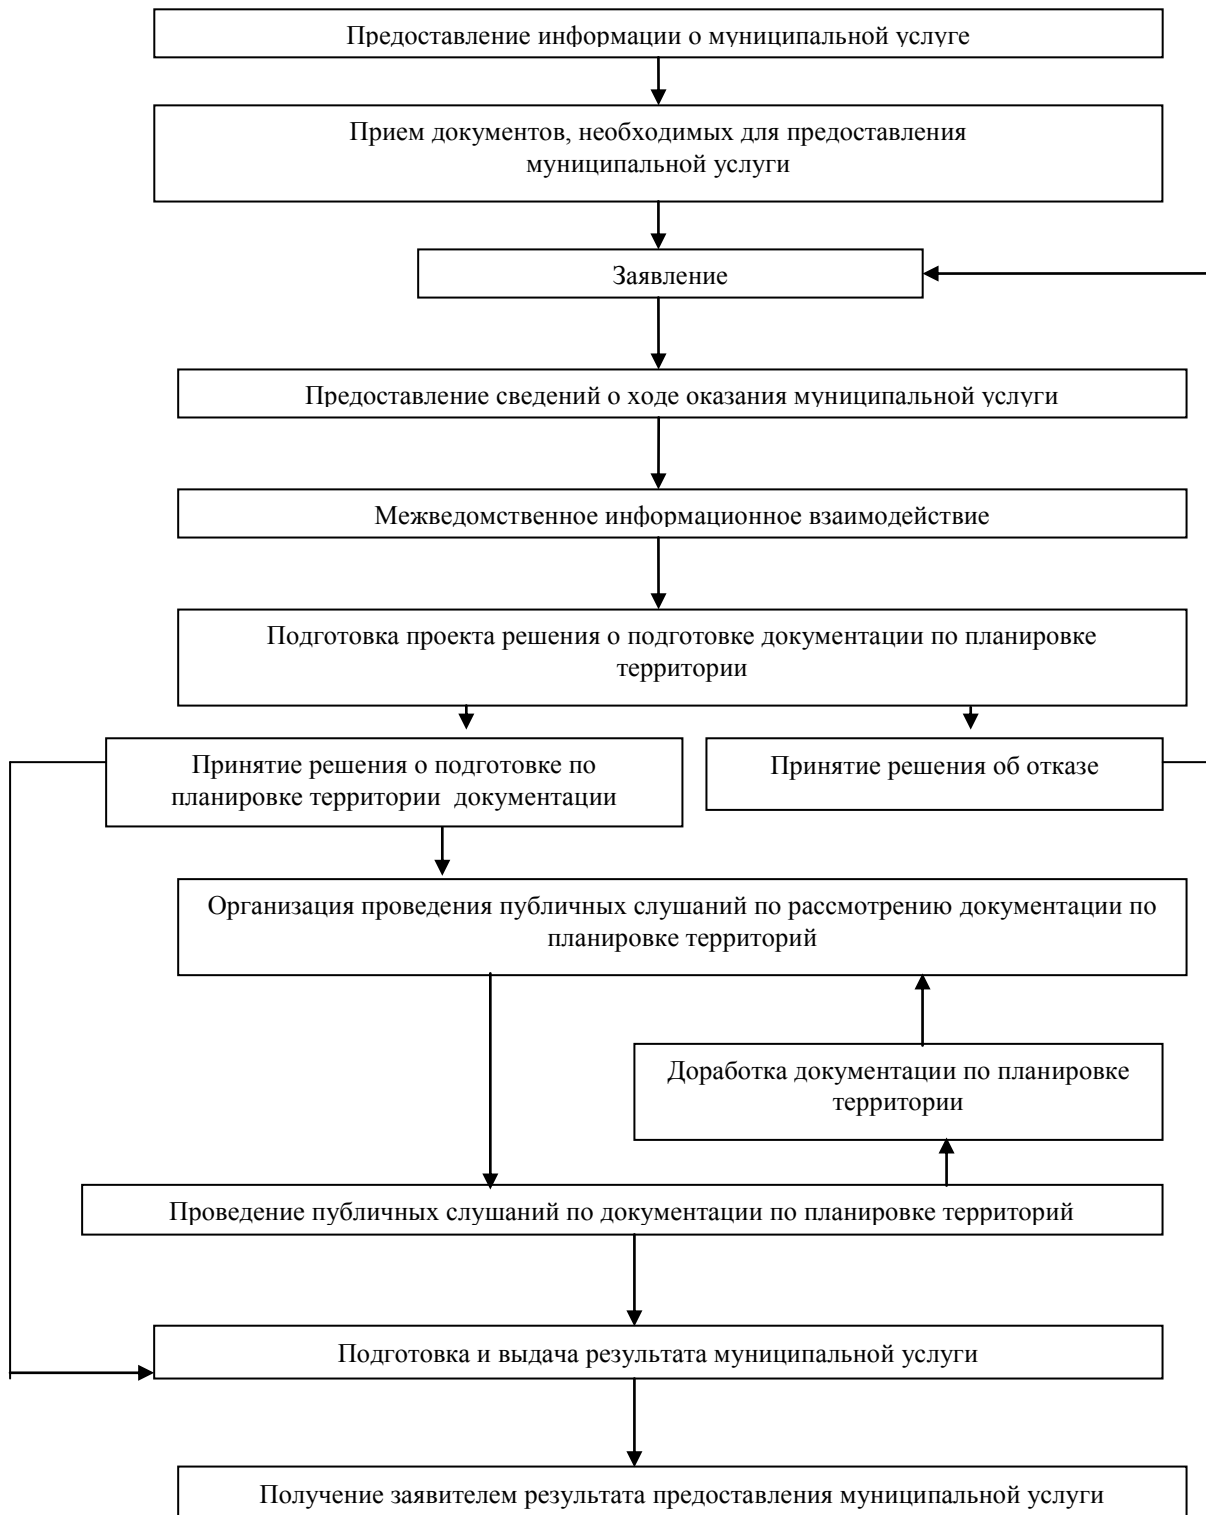 Предоставление информации о муниципальной услуге
Прием документов, необходимых для предоставления
муниципальной услуги
Заявление
Предоставление сведений о ходе оказания муниципальной услуги
Межведомственное информационное взаимодействие
Подготовка проекта решения о подготовке документации по планировке
территории
Принятие решения о подготовке по
планировке территории документации
Принятие решения об отказе
Организация проведения публичных слушаний по рассмотрению документации по
планировке территорий
Доработка документации по планировке
территории
Проведение публичных слушаний по документации по планировке территорий
Подготовка и выдача результата муниципальной услуги
Получение заявителем результата предоставления муниципальной услуги